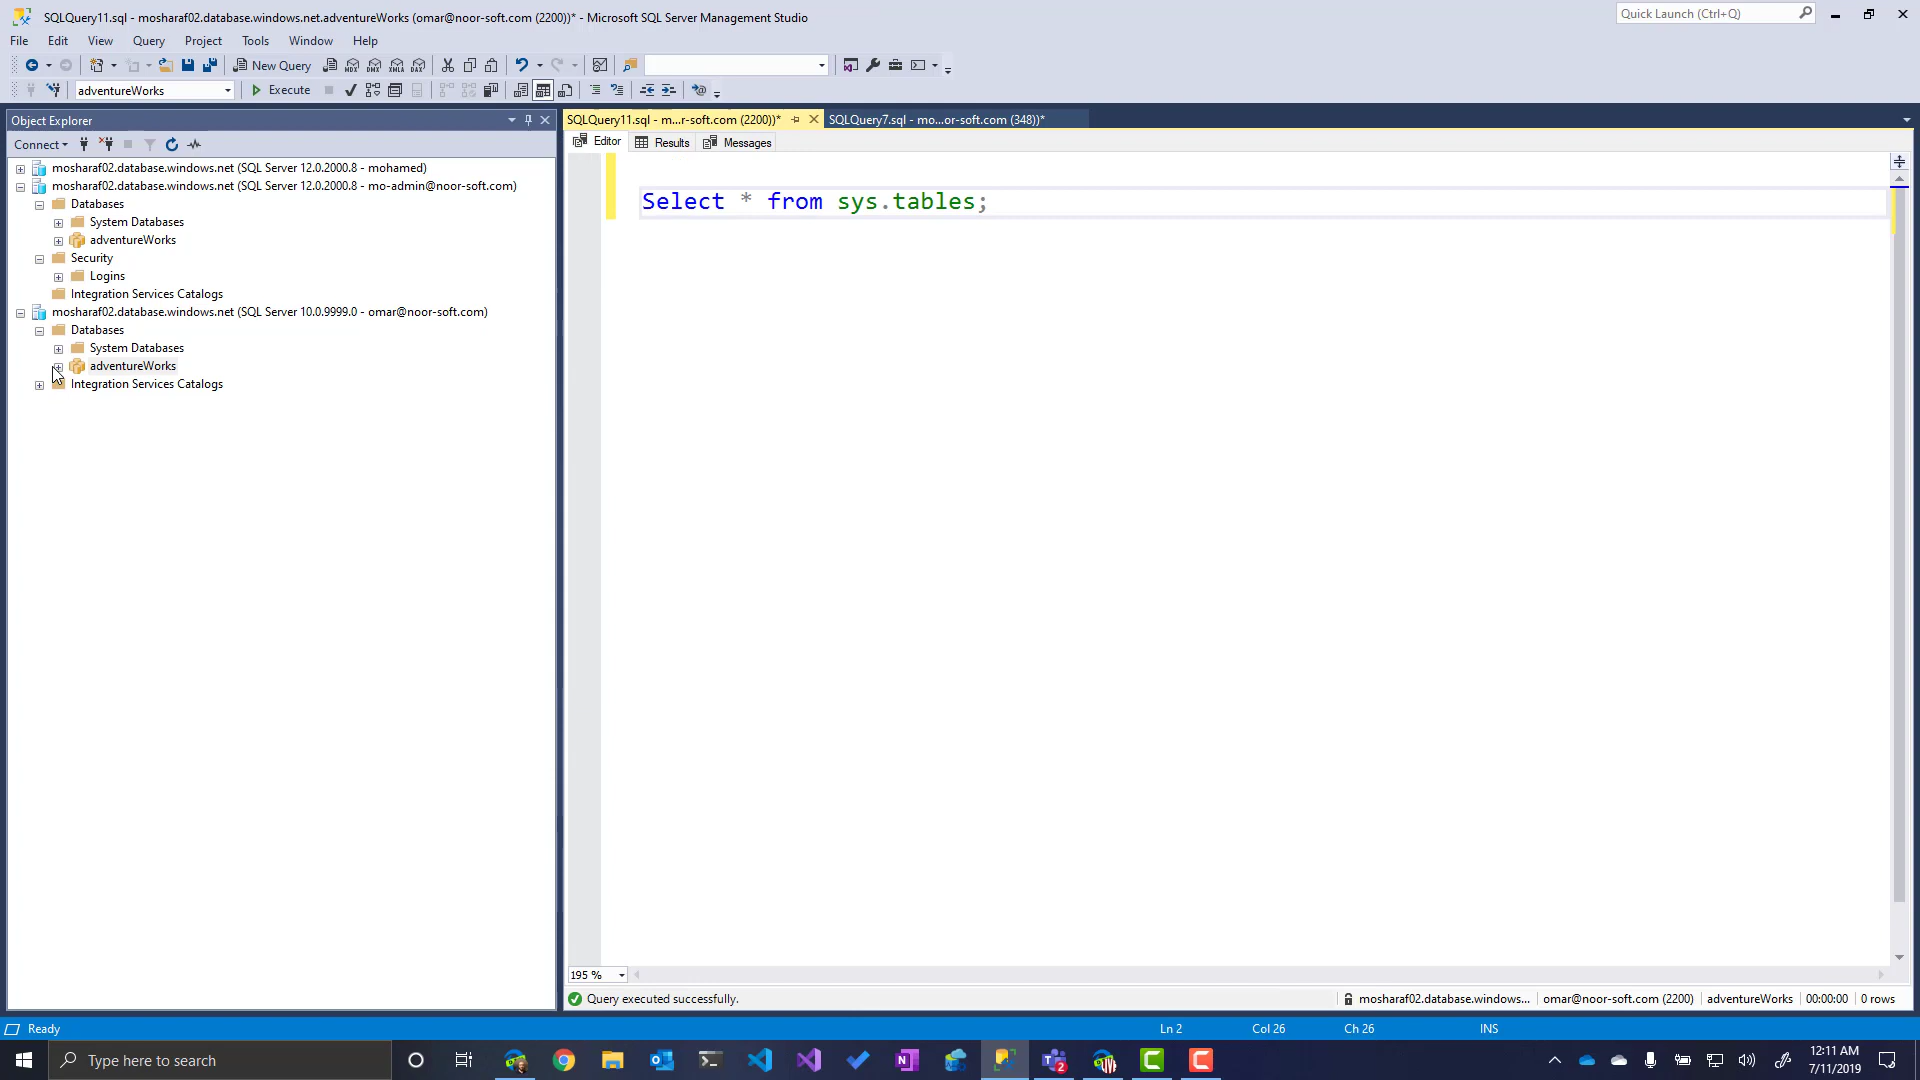 SQLQuery11.sql - mosharaf02.database.windows.net.adventureWorks (omar@noor-soft.com (2200))* - Microsoft SQL Server Management Studio
Quick Launch (Ctrl+Q)
File Edit View Query Project Tools Window Help
New Query
adventureWorks
Execute
Object Explorer
SQLQuery11.sql - m...r-soft.com (2200))*
SQLQuery7.sql - mo...or-soft.com (348))*
Connect
Editor
Results
Messages
mosharaf02.database.windows.net (SQL Server 12.0.2000.8 - mohamed)
mosharaf02.database.windows.net (SQL Server 12.0.2000.8 - mo-admin@noor-soft.com)
Databases
System Databases
adventureWorks
Security
Logins
Integration Services Catalogs
mosharaf02.database.windows.net (SQL Server 10.0.9999.0 - omar@noor-soft.com)
Databases
System Databases
adventureWorks
Integration Services Catalogs
Select * from sys.tables;
195 %
Query executed successfully.
mosharaf02.database.windows...
omar@noor-soft.com (2200)
adventureWorks
00:00:00
0 rows
Ready
Ln 2
Col 26
Ch 26
INS
Type here to search
2
12:11 AM
7/11/2019